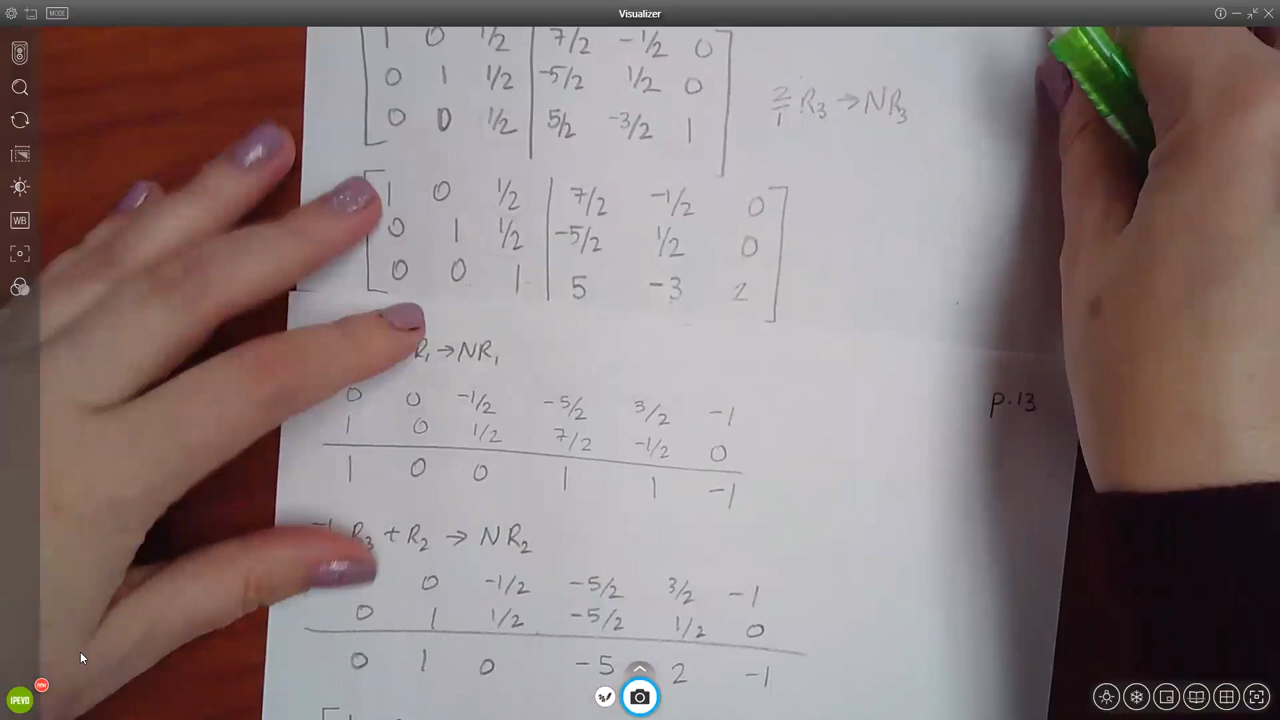 MODE
Visualizer
1 0 1/2 | 7/2 -1/2 0
0 1 1/2 | -5/2 1/2 0
0 0 1/2 | 5/2 -3/2 1
2/1 R₃ → NR₃
WB
1 0 1/2 | 7/2 -1/2 0
0 1 1/2 | -5/2 1/2 0
0 0 1 | 5 -3 2
R₁ → NR₁
0 0 -1/2 -5/2 3/2 -1
P.13
1 0 1/2 7/2 -1/2 0
1 0 0 1 1 -1
R₃ + R₂ → NR₂
0 -1/2 -5/2 3/2 -1
0 1 1/2 -5/2 1/2 0
0 1 0 -5 2 -1
IPEVO